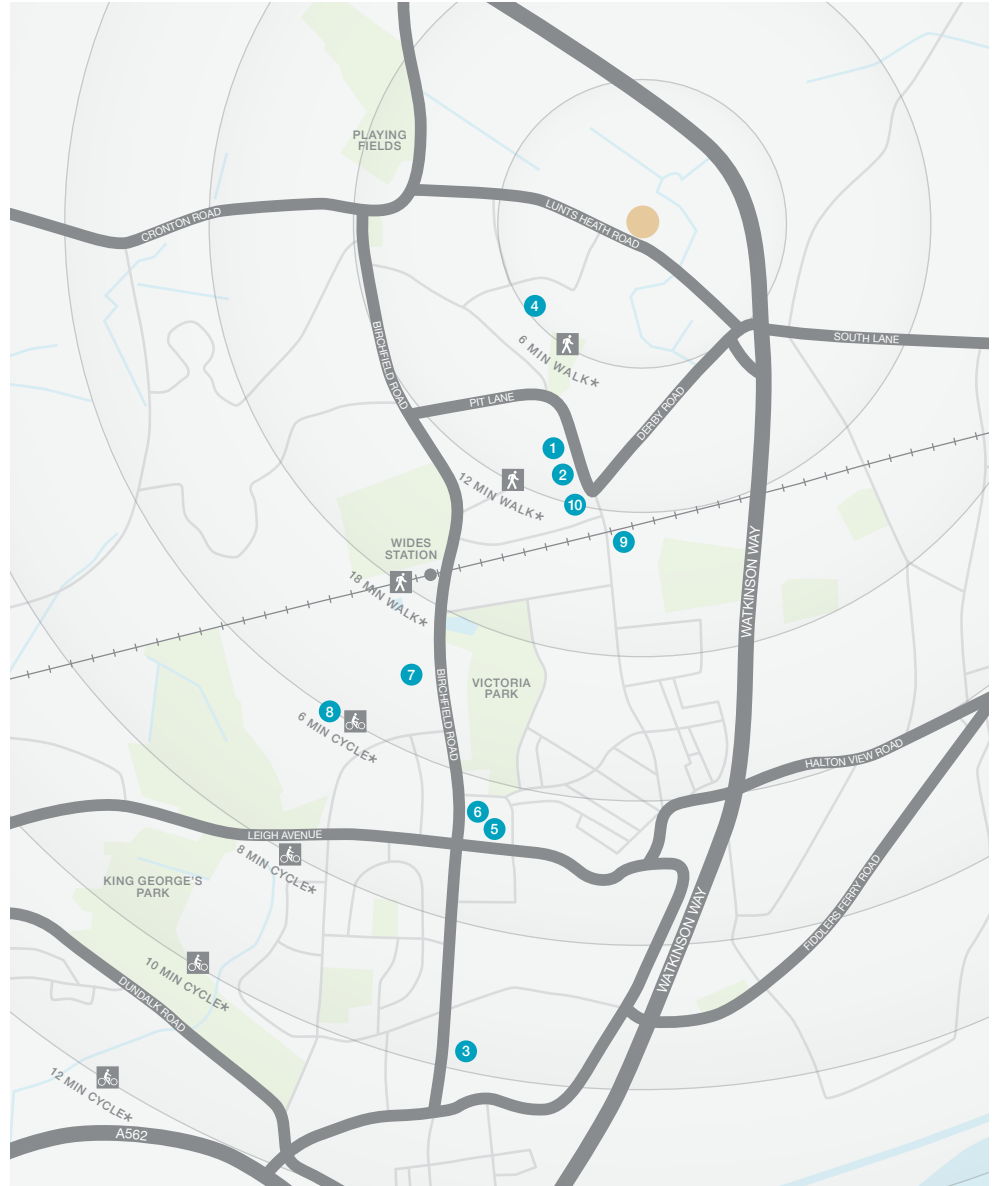 PLAYING
FIELDS
CRONTON ROAD
LUNTS HEATH ROAD
4
6 MIN WALK*
SOUTH LANE
BIRCHFIELD ROAD
PIT LANE
DERBY ROAD
1
2
12 MIN WALK*
10
9
WIDES
STATION
18 MIN WALK*
WATKINSON WAY
7
BIRCHFIELD ROAD
VICTORIA
PARK
8
6 MIN CYCLE*
HALTON VIEW ROAD
6
5
LEIGH AVENUE
8 MIN CYCLE*
KING GEORGE'S
PARK
FIDDLERS FERRY ROAD
WATKINSON WAY
10 MIN CYCLE*
DUNDALK ROAD
3
12 MIN CYCLE*
A562